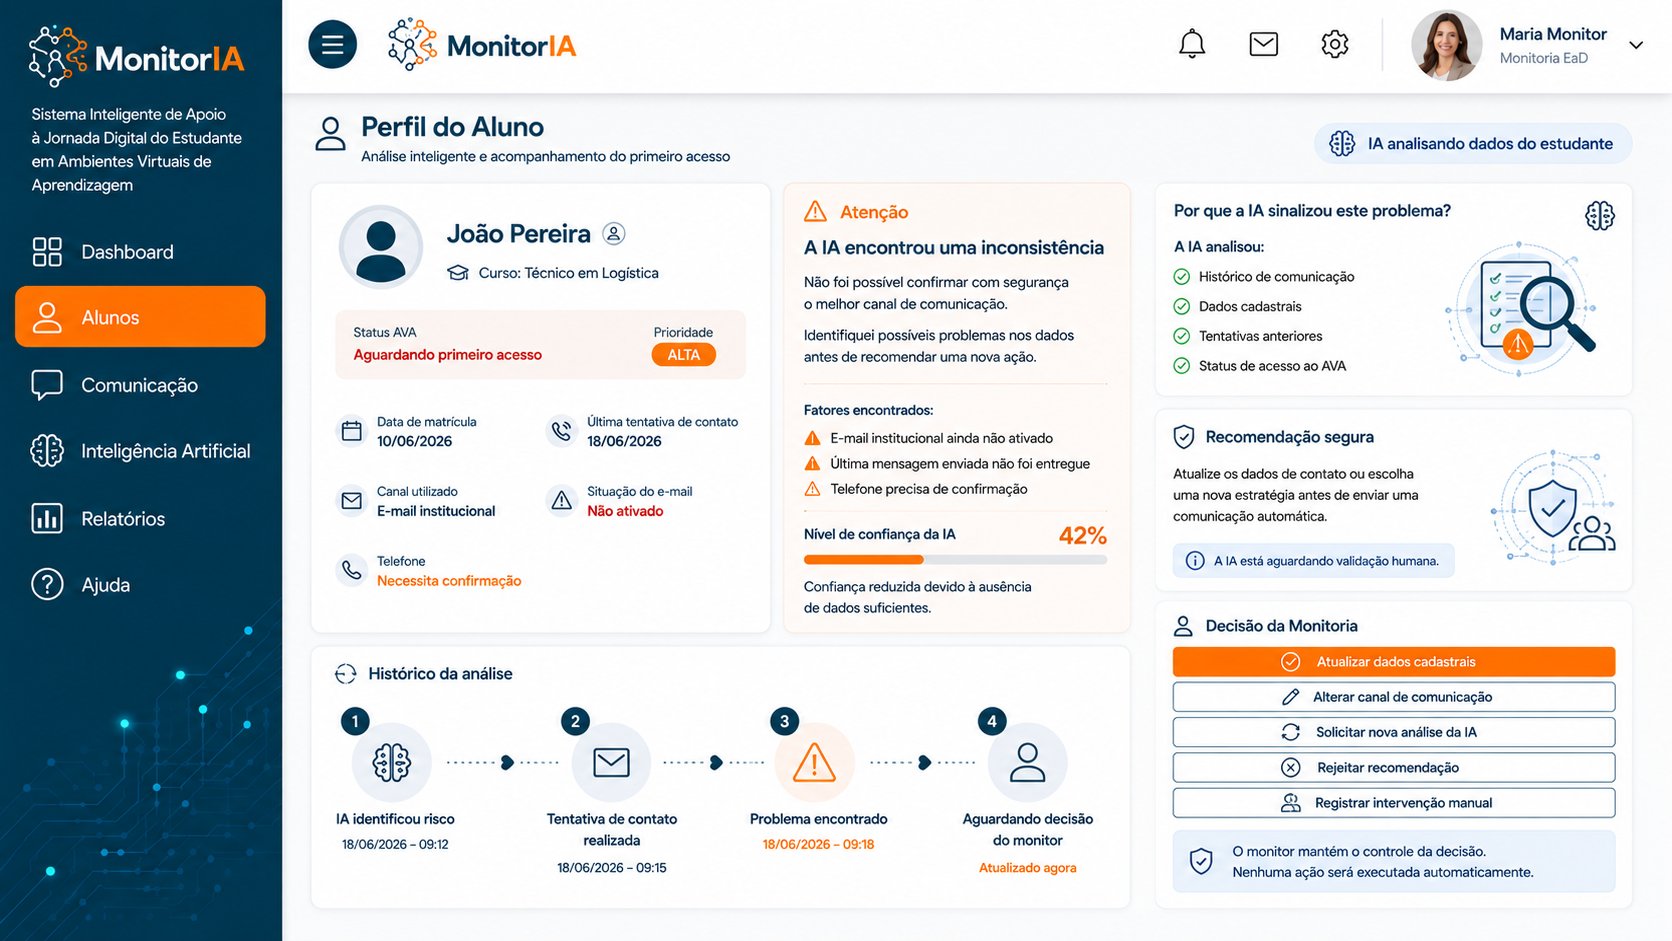 MonitorIA
Sistema Inteligente de Apoio
à Jornada Digital do Estudante
em Ambientes Virtuais de
Aprendizagem
Dashboard
Alunos
Comunicação
Inteligência Artificial
Relatórios
Ajuda
MonitorIA
Maria Monitor
Monitoria EaD
Perfil do Aluno
Análise inteligente e acompanhamento do primeiro acesso
IA analisando dados do estudante
João Pereira
Curso: Técnico em Logística
Status AVA
Aguardando primeiro acesso
Prioridade
ALTA
Data de matrícula
10/06/2026
Última tentativa de contato
18/06/2026
Canal utilizado
E-mail institucional
Situação do e-mail
Não ativado
Telefone
Necessita confirmação
Atenção
A IA encontrou uma inconsistência
Não foi possível confirmar com segurança
o melhor canal de comunicação.
Identifiquei possíveis problemas nos dados
antes de recomendar uma nova ação.
Fatores encontrados:
E-mail institucional ainda não ativado
Última mensagem enviada não foi entregue
Telefone precisa de confirmação
Nível de confiança da IA
42%
Confiança reduzida devido à ausência
de dados suficientes.
Por que a IA sinalizou este problema?
A IA analisou:
Histórico de comunicação
Dados cadastrais
Tentativas anteriores
Status de acesso ao AVA
Recomendação segura
Atualize os dados de contato ou escolha
uma nova estratégia antes de enviar uma
comunicação automática.
A IA está aguardando validação humana.
Decisão da Monitoria
Atualizar dados cadastrais
Alterar canal de comunicação
Solicitar nova análise da IA
Rejeitar recomendação
Registrar intervenção manual
O monitor mantém o controle da decisão.
Nenhuma ação será executada automaticamente.
Histórico da análise
1
IA identificou risco
18/06/2026 – 09:12
2
Tentativa de contato
realizada
18/06/2026 – 09:15
3
Problema encontrado
18/06/2026 – 09:18
4
Aguardando decisão
do monitor
Atualizado agora